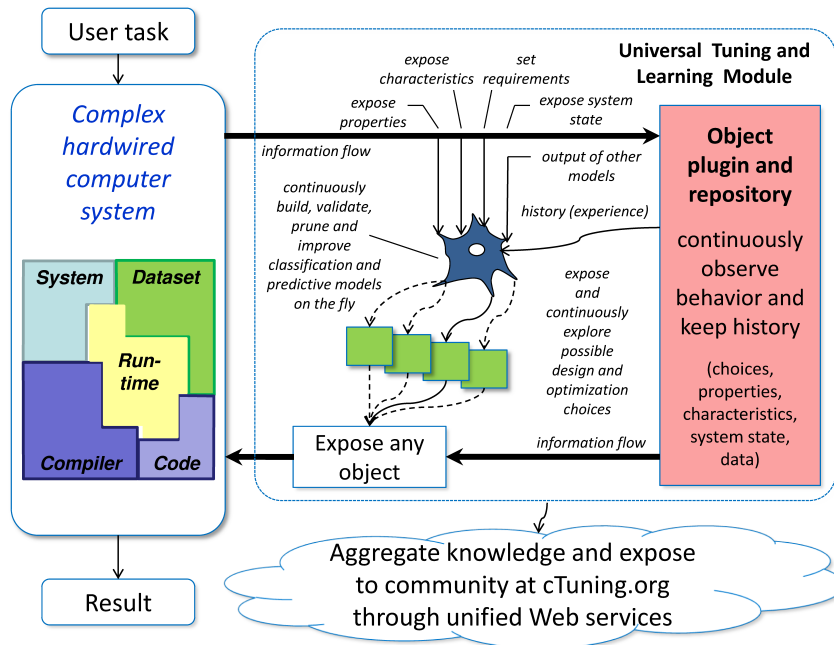 User task
Complex
hardwired
computer
system
System
Dataset
Run-
time
Compiler
Code
Result
Universal Tuning and
Learning Module
expose
characteristics
set
requirements
expose
properties
expose system
state
information flow
output of other
models
history (experience)
continuously
build, validate,
prune and
improve
classification and
predictive models
on the fly
expose
and
continuously
explore
possible
design and
optimization
choices
Expose any
object
information flow
Object
plugin and
repository
continuously
observe
behavior and
keep history
(choices,
properties,
characteristics,
system state,
data)
Aggregate knowledge and expose
to community at cTuning.org
through unified Web services